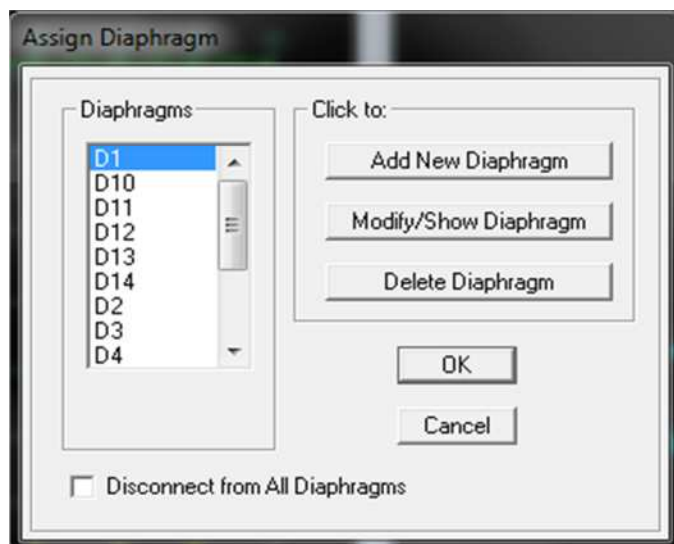 Assign Diaphragm
Diaphragms
D1
D10
D11
D12
D13
D14
D2
D3
D4
Click to:
Add New Diaphragm
Modify/Show Diaphragm
Delete Diaphragm
OK
Cancel
Disconnect from All Diaphragms